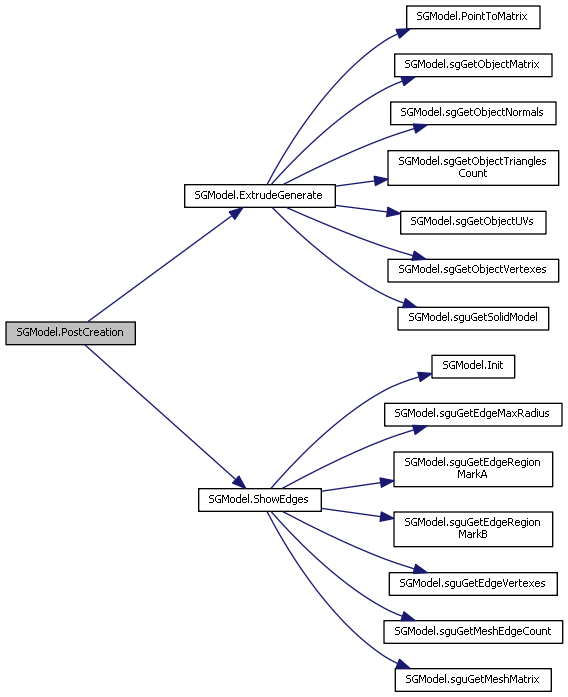 SGModel.PointToMatrix
SGModel.sgGetObjectMatrix
SGModel.sgGetObjectNormals
SGModel.sgGetObjectTriangles
Count
SGModel.ExtrudeGenerate
SGModel.sgGetObjectUVs
SGModel.sgGetObjectVertexes
SGModel.sguGetSolidModel
SGModel.PostCreation
SGModel.Init
SGModel.sguGetEdgeMaxRadius
SGModel.sguGetEdgeRegion
MarkA
SGModel.ShowEdges
SGModel.sguGetEdgeRegion
MarkB
SGModel.sguGetEdgeVertexes
SGModel.sguGetMeshEdgeCount
SGModel.sguGetMeshMatrix